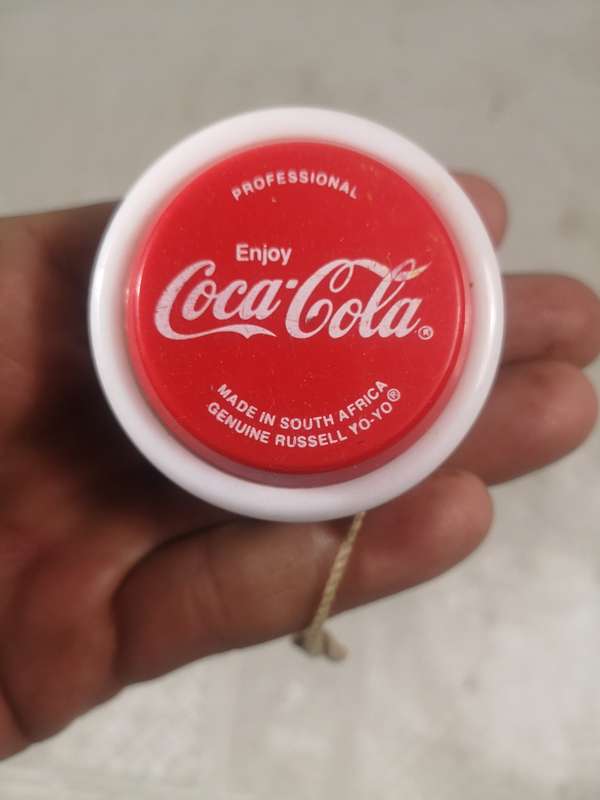 PROFESSIONAL
Enjoy
Coca-Cola®
MADE IN SOUTH AFRICA
GENUINE RUSSELL YO-YO®